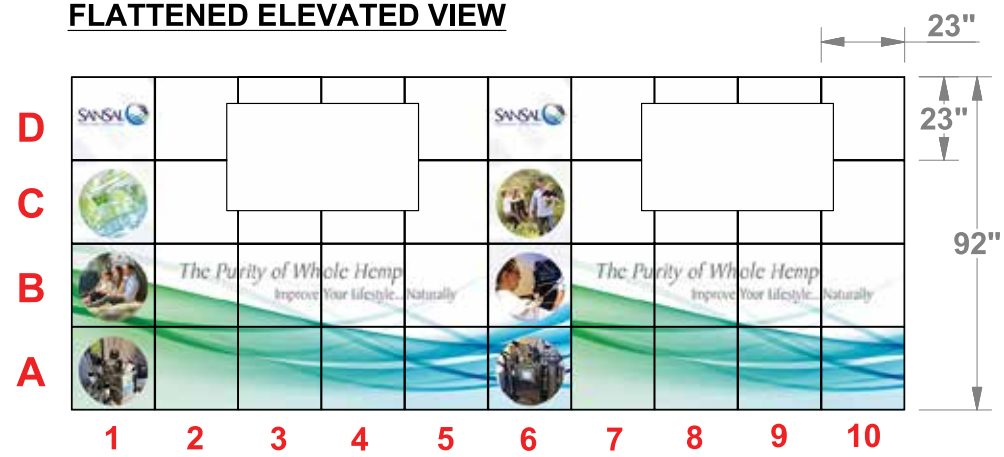 FLATTENED ELEVATED VIEW
23"
D
SANSAL
SANSAL
23"
C
92"
B
The Purity of Whole Hemp
Improve Your Lifestyle...Naturally
The Purity of Whole Hemp
Improve Your Lifestyle...Naturally
A
1 2 3 4 5 6 7 8 9 10